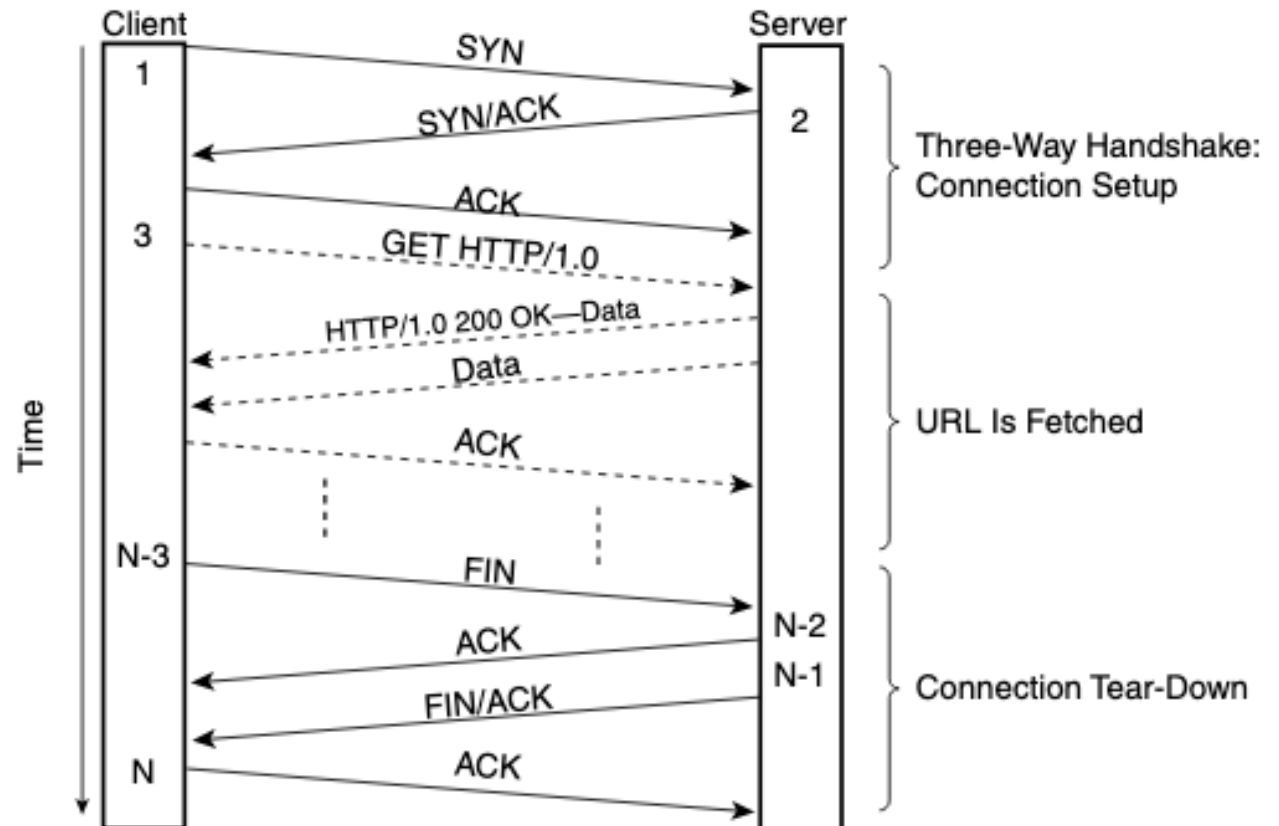 Client
Server
SYN
1
SYN/ACK
2
Three-Way Handshake:
Connection Setup
ACK
3
GET HTTP/1.0
HTTP/1.0 200 OK—Data
Data
Time
URL Is Fetched
ACK
N-3
FIN
N-2
ACK
N-1
Connection Tear-Down
FIN/ACK
N
ACK